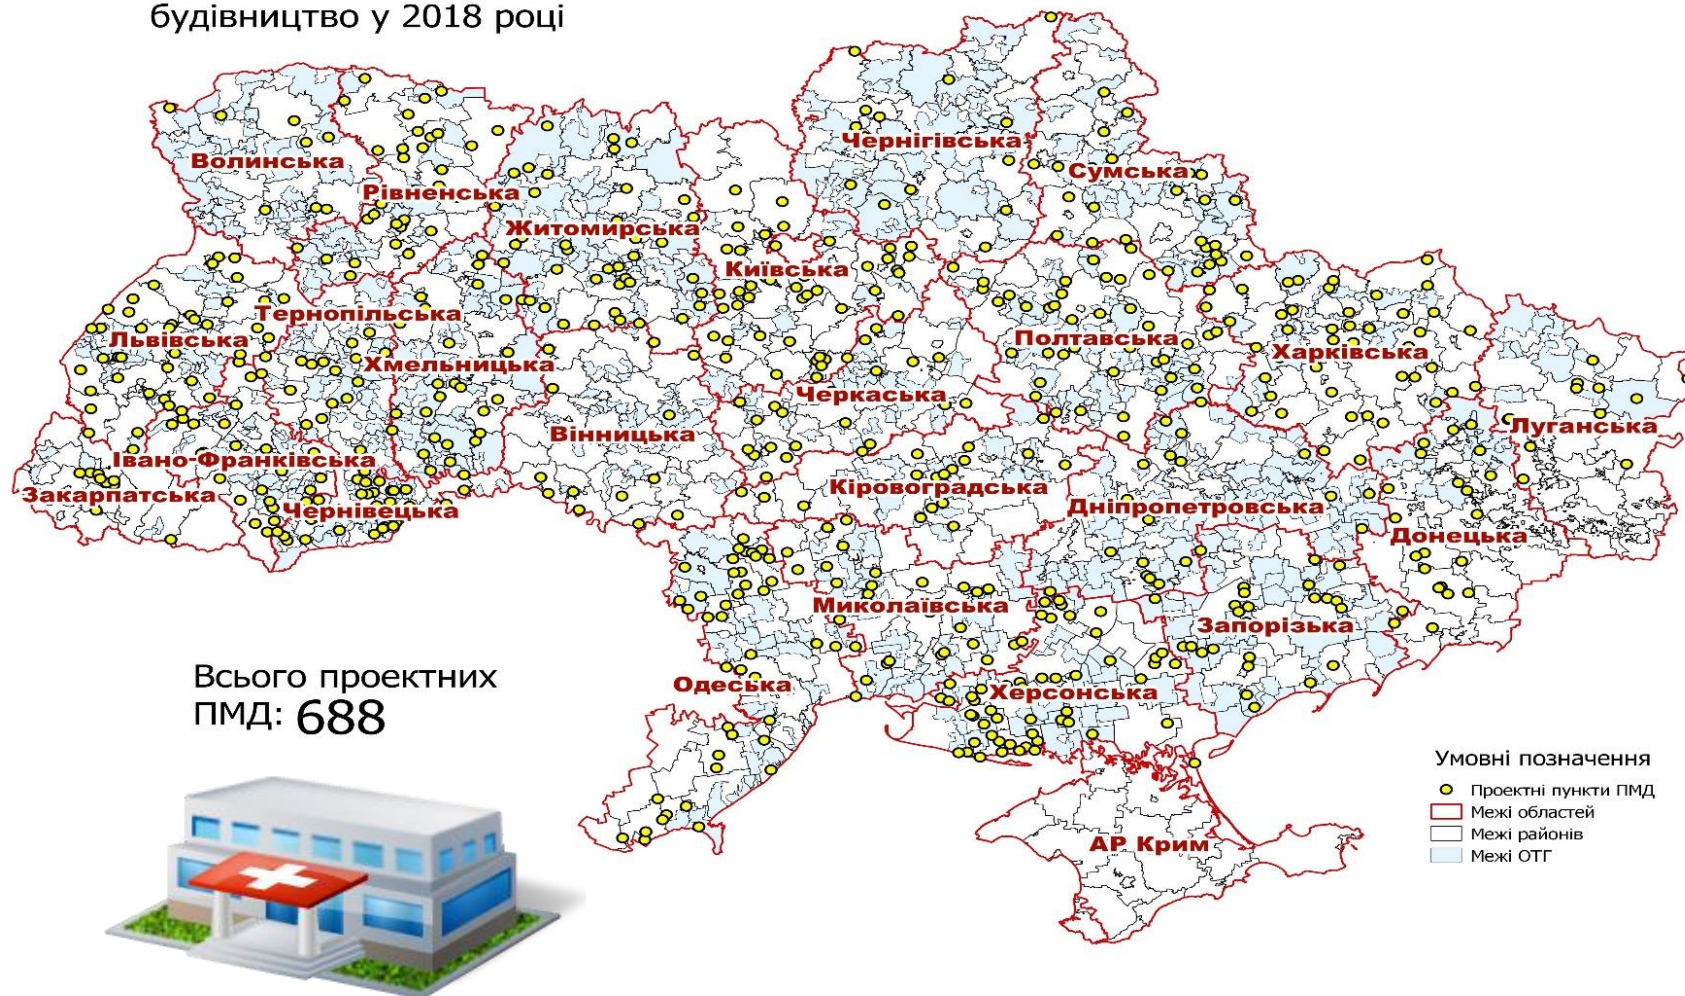 будівництво у 2018 році
Чернігівська
Волинська
Сумська
Рівненська
Житомирська
Київська
Тернопільська
Львівська
Полтавська
Харківська
Хмельницька
Черкаська
Луганська
Вінницька
Івано-Франківська
Закарпатська
Кіровоградська
Чернівецька
Дніпропетровська
Донецька
Миколаївська
Запорізька
Одеська
Херсонська
Всього проектних
ПМД: 688
АР Крим
Умовні позначення
Проектні пункти ПМД
Межі областей
Межі районів
Межі ОТГ